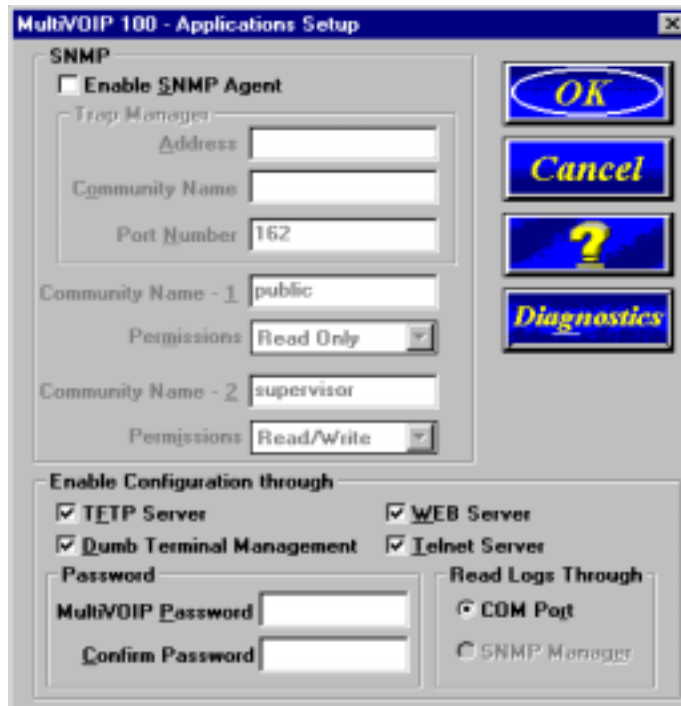 MultiVOIP 100 - Applications Setup
SNMP
Enable SNMP Agent
Trap Manager
Address
Community Name
Port Number 162
Community Name - 1 public
Permissions Read Only
Community Name - 2 supervisor
Permissions Read/Write
OK
Cancel
?
Diagnostics
Enable Configuration through
TFTP Server
WEB Server
Dumb Terminal Management
Telnet Server
Password
MultiVOIP Password
Confirm Password
Read Logs Through
COM Port
SNMP Manager